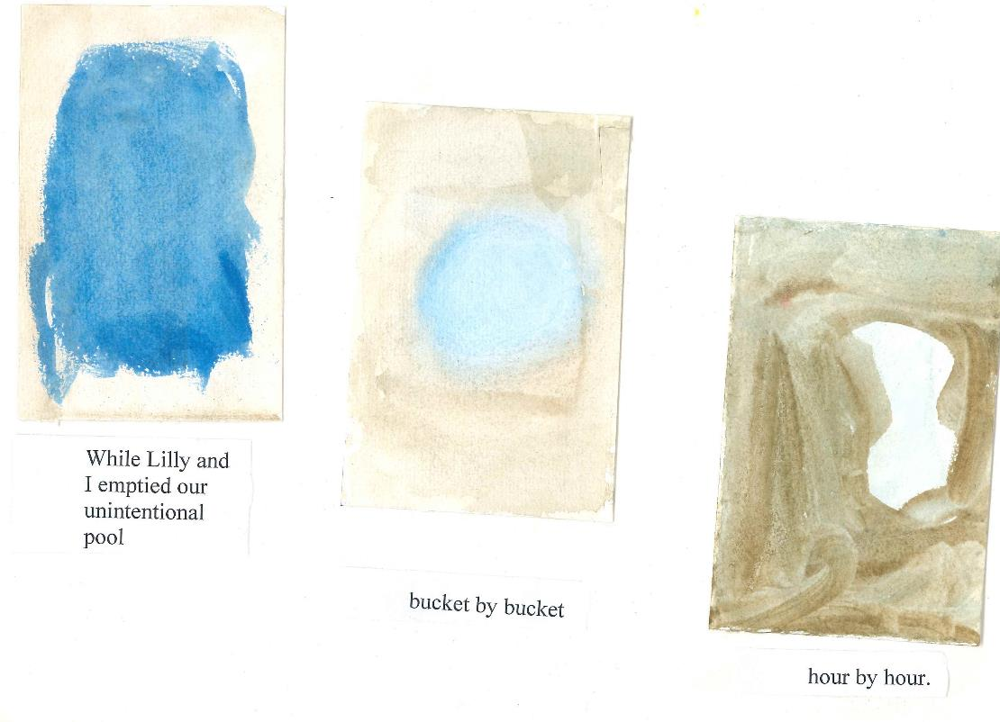 While Lilly and
I emptied our
unintentional
pool
bucket by bucket
hour by hour.